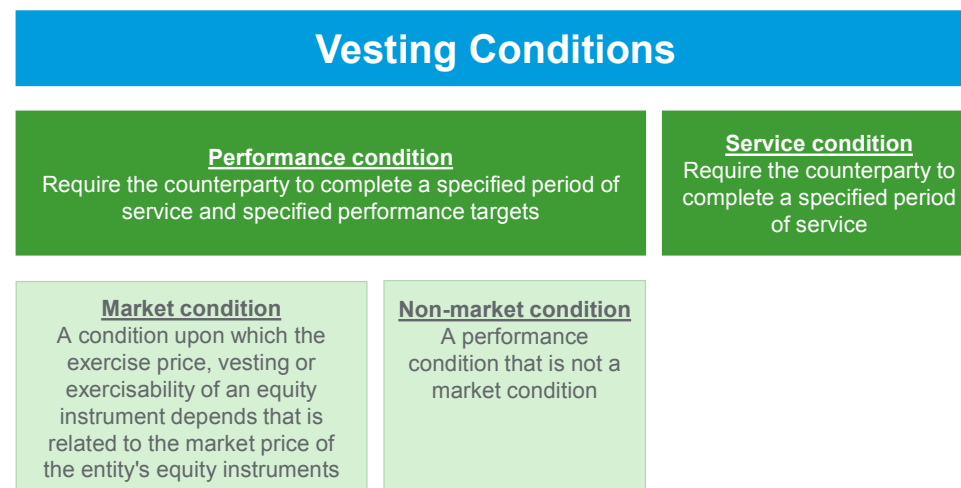 Vesting Conditions
Performance condition
Require the counterparty to complete a specified period of
service and specified performance targets
Service condition
Require the counterparty to
complete a specified period
of service
Market condition
A condition upon which the
exercise price, vesting or
exercisability of an equity
instrument depends that is
related to the market price of
the entity's equity instruments
Non-market condition
A performance
condition that is not a
market condition